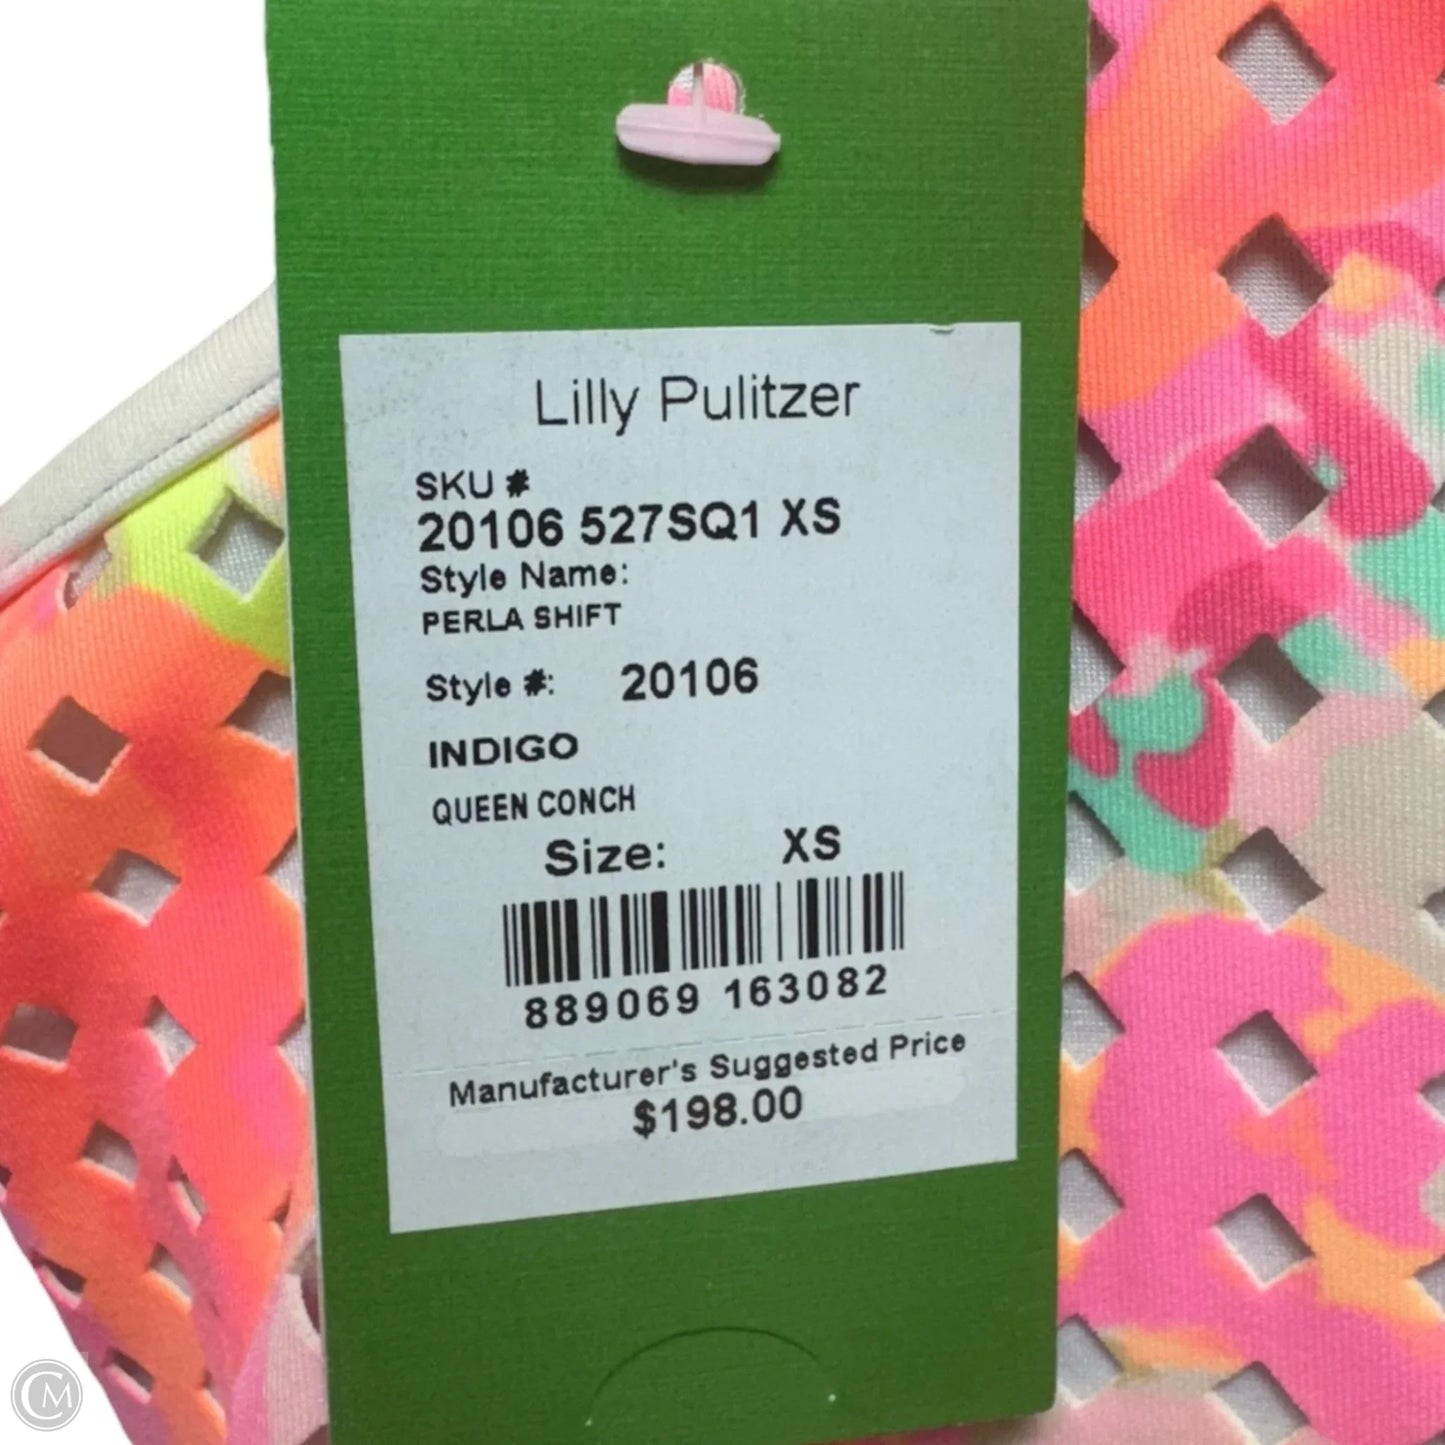 Lilly Pulitzer
SKU #
20106 527SQ1 XS
Style Name:
PERLA SHIFT
Style #: 20106
INDIGO
QUEEN CONCH
Size: XS
889069 163082
Manufacturer's Suggested Price
$198.00
CM